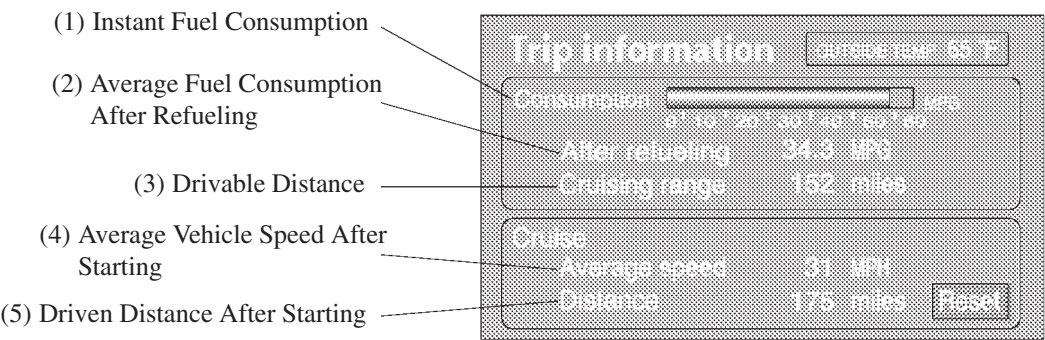 (1) Instant Fuel Consumption
(2) Average Fuel Consumption
After Refueling
(3) Drivable Distance
(4) Average Vehicle Speed After
Starting
(5) Driven Distance After Starting
Trip information
OUTSIDE TEMP 65 °F
Consumption
MPG
0 10 20 30 40 50 60
After refueling 34.3 MPG
Cruising range 152 miles
Cruise
Average speed 31 MPH
Distance 175 miles Reset